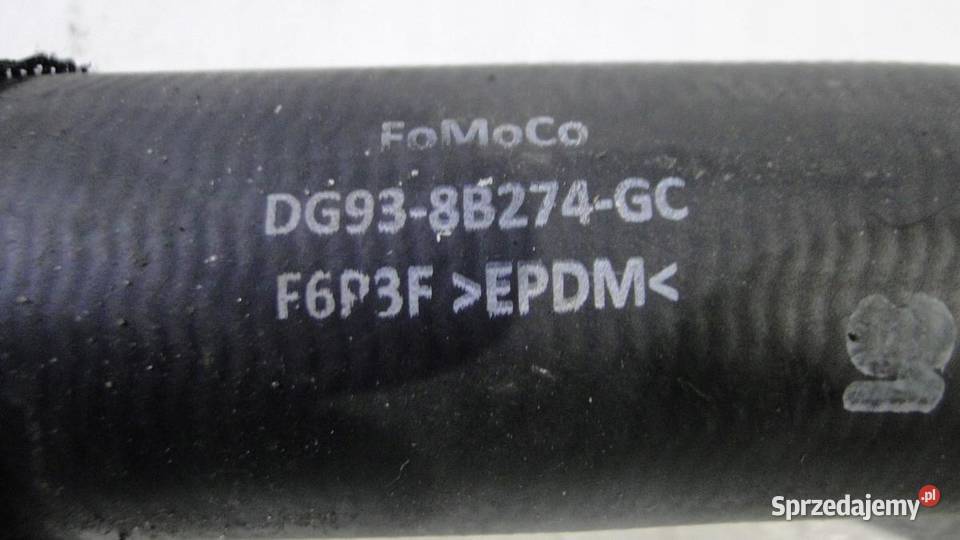 FoMoCo
DG93-8B274-GC
F6P3F >EPDM<
Sprzedajemy.pl